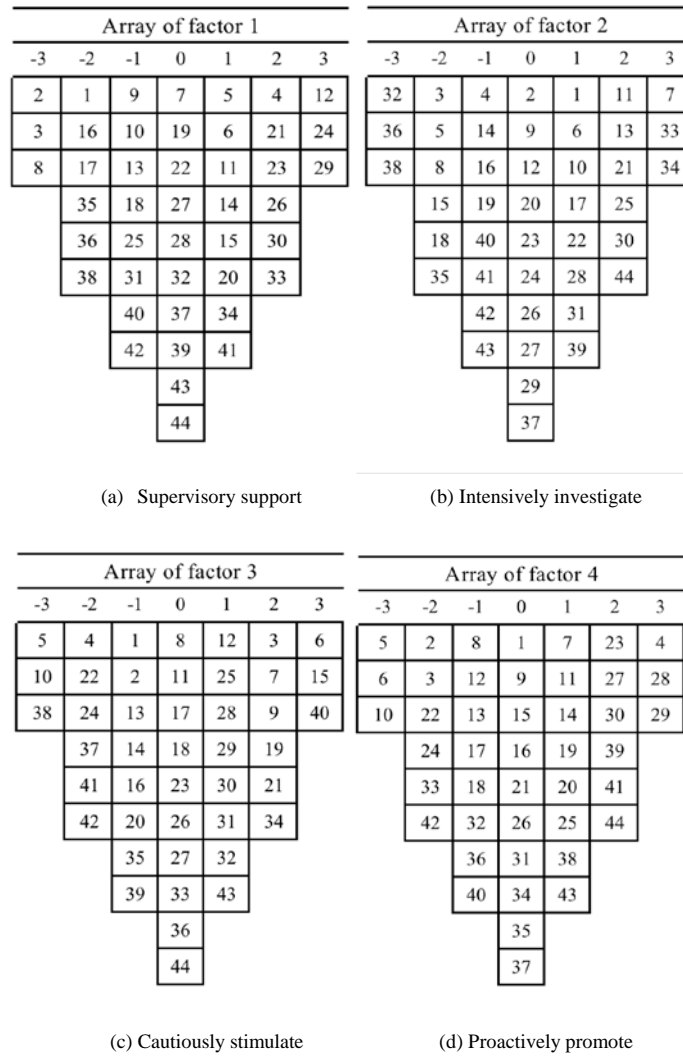 Array of factor 1
-3 -2 -1 0 1 2 3
2 1 9 7 5 4 12
3 16 10 19 6 21 24
8 17 13 22 11 23 29
35 18 27 14 26
36 25 28 15 30
38 31 32 20 33
40 37 34
42 39 41
43
44
(a) Supervisory support
Array of factor 2
-3 -2 -1 0 1 2 3
32 3 4 2 1 11 7
36 5 14 9 6 13 33
38 8 16 12 10 21 34
15 19 20 17 25
18 40 23 22 30
35 41 24 28 44
42 26 31
43 27 39
29
37
(b) Intensively investigate
Array of factor 3
-3 -2 -1 0 1 2 3
5 4 1 8 12 3 6
10 22 2 11 25 7 15
38 24 13 17 28 9 40
37 14 18 29 19
41 16 23 30 21
42 20 26 31 34
35 27 32
39 33 43
36
44
(c) Cautiously stimulate
Array of factor 4
-3 -2 -1 0 1 2 3
5 2 8 1 7 23 4
6 3 12 9 11 27 28
10 22 13 15 14 30 29
24 17 16 19 39
33 18 21 20 41
42 32 26 25 44
36 31 38
40 34 43
35
37
(d) Proactively promote